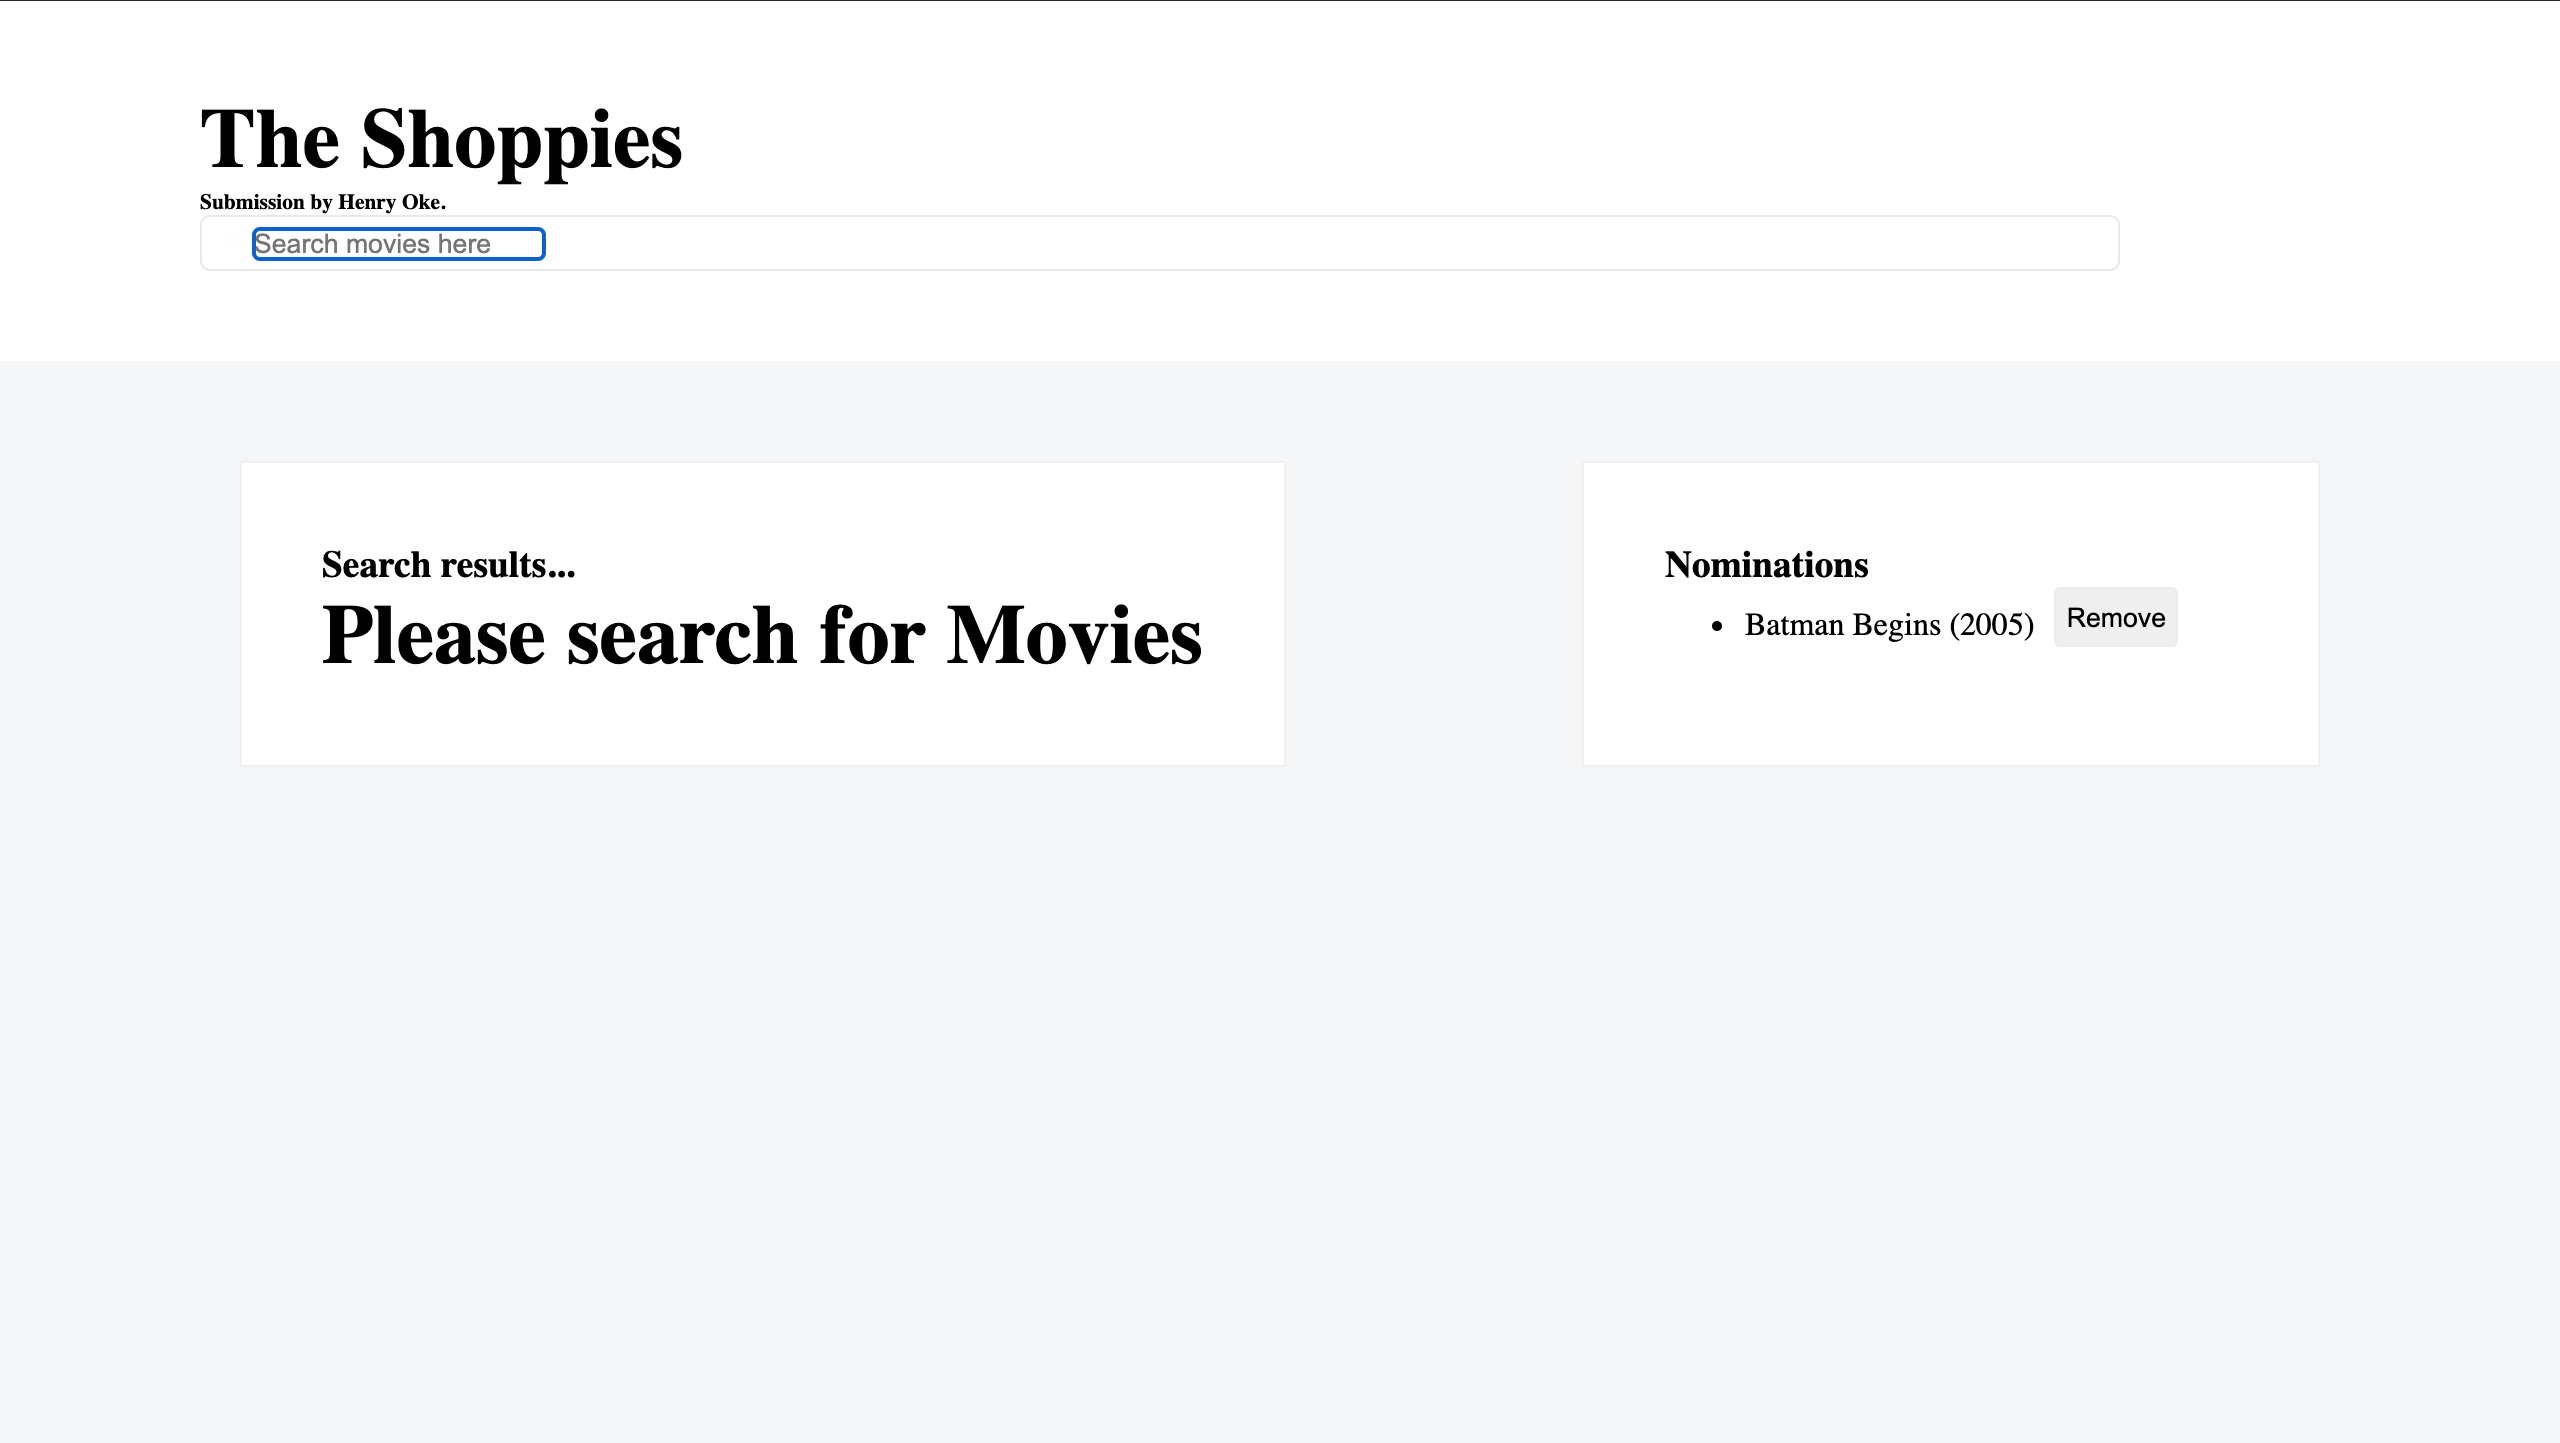 The Shoppies
Submission by Henry Oke.
Search movies here
Search results...
Please search for Movies
Nominations
• Batman Begins (2005) Remove